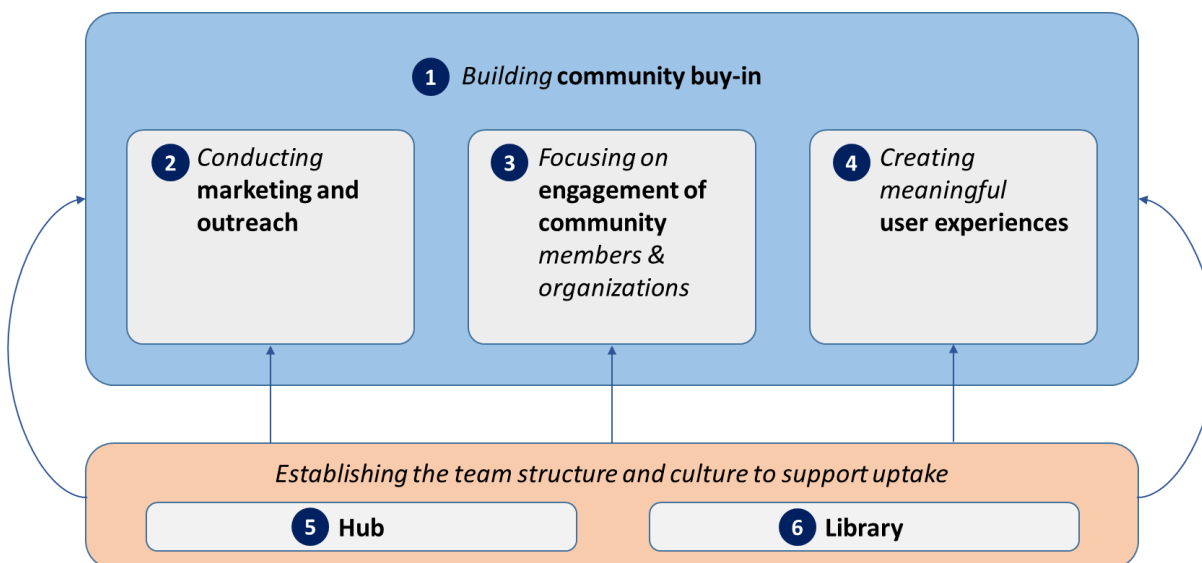 1 Building community buy-in
2 Conducting
marketing and
outreach
3 Focusing on
engagement of
community
members &
organizations
4 Creating
meaningful
user experiences
Establishing the team structure and culture to support uptake
5 Hub
6 Library